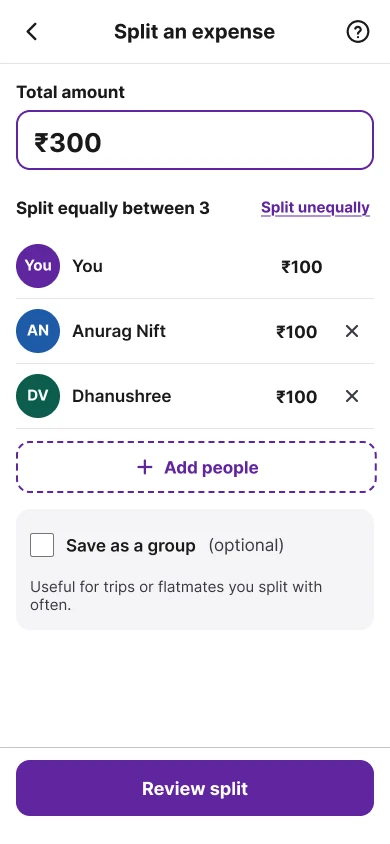 Split an expense ?
Total amount
₹300
Split equally between 3 Split unequally
You You ₹100
AN Anurag Nift ₹100 ×
DV Dhanushree ₹100 ×
+ Add people
Save as a group (optional)
Useful for trips or flatmates you split with
often.
Review split